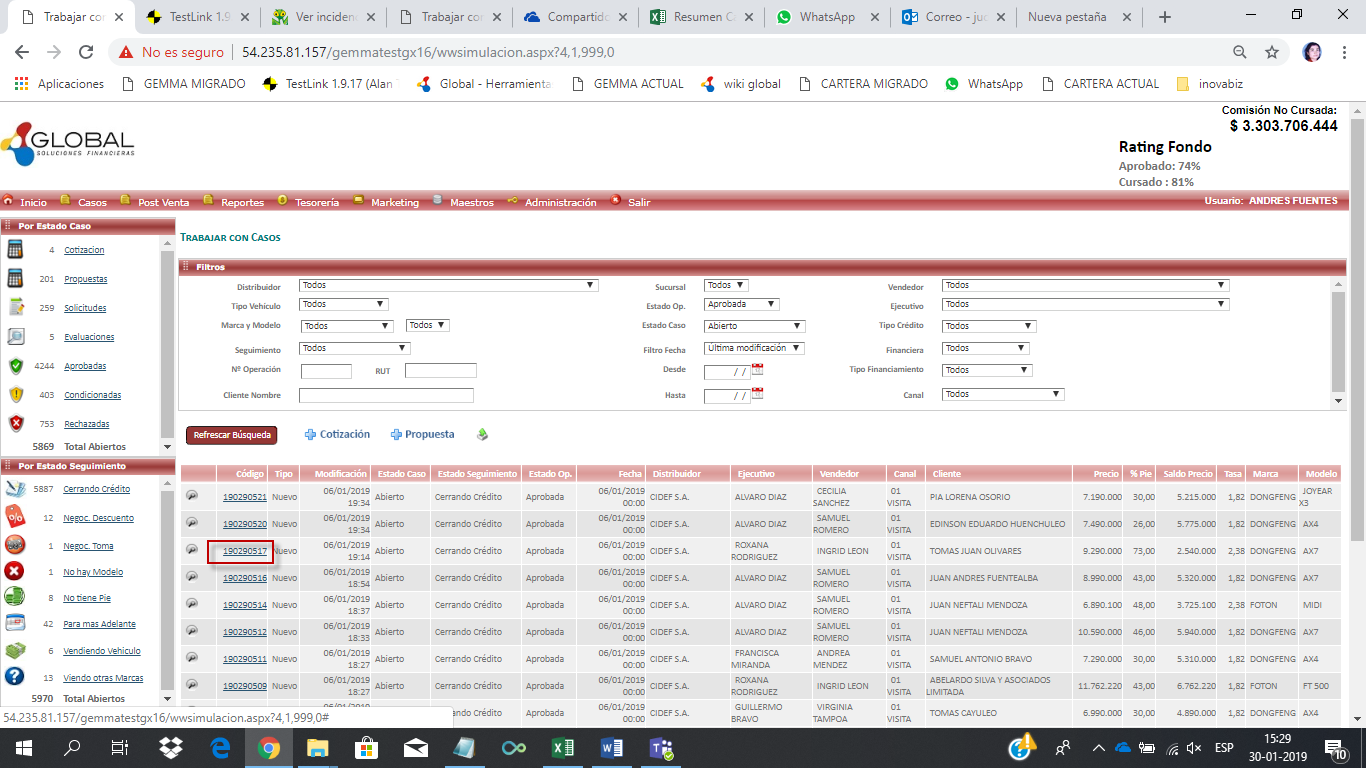 Trabajar con
TestLink 1.9
Ver inciden
Trabajar con
Compartido
Resumen C
WhatsApp
Correo - ju
Nueva pestaña
No es seguro | 54.235.81.157/gemmatestgx16/wwsimulacion.aspx?4,1,999,0
Aplicaciones
GEMMA MIGRADO
TestLink 1.9.17 (Alan
Global - Herramienta
GEMMA ACTUAL
wiki global
CARTERA MIGRADO
WhatsApp
CARTERA ACTUAL
inovabiz
Comisión No Cursada:
$ 3.303.706.444
GLOBAL
SOLUCIONES FINANCIERAS
Rating Fondo
Aprobado: 74%
Cursado : 81%
Inicio Casos Post Venta Reportes Tesorería Marketing Maestros Administración Salir Usuario: ANDRES FUENTES
Por Estado Caso
4 Cotizacion
201 Propuestas
259 Solicitudes
5 Evaluaciones
4244 Aprobadas
403 Condicionadas
753 Rechazadas
5869 Total Abiertos
Por Estado Seguimiento
5887 Cerrando Crédito
12 Negoc. Descuento
1 Negoc. Toma
1 No hay Modelo
8 No tiene Pie
42 Para mas Adelante
6 Vendiendo Vehiculo
13 Viendo otras Marcas
5970 Total Abiertos
TRABAJAR CON CASOS
Filtros
Distribuidor Todos Sucursal Todos Vendedor Todos
Tipo Vehículo Todos Estado Op. Aprobada Ejecutivo Todos
Marca y Modelo Todos Todos Estado Caso Abierto Tipo Crédito Todos
Seguimiento Todos Filtro Fecha Última modificación Financiera Todos
Nº Operación RUT Desde / / Tipo Financiamiento Todos
Cliente Nombre Hasta / / Canal Todos
Refrescar Búsqueda Cotización Propuesta
Código Tipo Modificación Estado Caso Estado Seguimiento Estado Op. Fecha Distribuidor Ejecutivo Vendedor Canal Cliente Precio % Pie Saldo Precio Tasa Marca Modelo
190290521 Nuevo 06/01/2019 19:34 Abierto Cerrando Crédito Aprobada 06/01/2019 00:00 CIDEF S.A. ALVARO DIAZ CECILIA SANCHEZ 01 VISITA PIA LORENA OSORIO 7.190.000 30,00 5.215.000 1,82 DONGFENG JOYEAR X3
190290520 Nuevo 06/01/2019 19:34 Abierto Cerrando Crédito Aprobada 06/01/2019 00:00 CIDEF S.A. ALVARO DIAZ SAMUEL ROMERO 01 VISITA EDINSON EDUARDO HUENCHULEO 7.490.000 26,00 5.775.000 1,82 DONGFENG AX4
190290517 Nuevo 06/01/2019 19:14 Abierto Cerrando Crédito Aprobada 06/01/2019 00:00 CIDEF S.A. ROXANA RODRIGUEZ INGRID LEON 01 VISITA TOMAS JUAN OLIVARES 9.290.000 73,00 2.540.000 2,38 DONGFENG AX7
190290516 Nuevo 06/01/2019 18:54 Abierto Cerrando Crédito Aprobada 06/01/2019 00:00 CIDEF S.A. ALVARO DIAZ SAMUEL ROMERO 01 VISITA JUAN ANDRES FUENTEALBA 8.990.000 43,00 5.320.000 1,82 DONGFENG AX7
190290514 Nuevo 06/01/2019 18:37 Abierto Cerrando Crédito Aprobada 06/01/2019 00:00 CIDEF S.A. ALVARO DIAZ SAMUEL ROMERO 01 VISITA JUAN NEFTALI MENDOZA 6.890.100 48,00 3.725.100 2,38 FOTON MIDI
190290512 Nuevo 06/01/2019 18:33 Abierto Cerrando Crédito Aprobada 06/01/2019 00:00 CIDEF S.A. ALVARO DIAZ SAMUEL ROMERO 01 VISITA JUAN NEFTALI MENDOZA 10.590.000 46,00 5.940.000 1,82 DONGFENG AX7
190290511 Nuevo 06/01/2019 18:27 Abierto Cerrando Crédito Aprobada 06/01/2019 00:00 CIDEF S.A. FRANCISCA MIRANDA ANDREA MENDEZ 01 VISITA SAMUEL ANTONIO BRAVO 7.290.000 30,00 5.310.000 1,82 DONGFENG AX4
190290509 Nuevo 06/01/2019 18:27 Abierto Cerrando Crédito Aprobada 06/01/2019 00:00 CIDEF S.A. ROXANA RODRIGUEZ INGRID LEON 01 VISITA ABELARDO SILVA Y ASOCIADOS LIMITADA 11.762.220 43,00 6.762.220 1,82 FOTON FT 500
Abierto Cerrando Crédito Aprobada 06/01/2019 00:00 CIDEF S.A. GUILLERMO BRAVO VIRGINIA TAMPOA 01 VISITA TOMAS CAYULEO 6.990.000 30,00 4.890.000 1,82 DONGFENG AX4
54.235.81.157/gemmatestgx16/wwsimulacion.aspx?4,1,999,0#
ESP
15:29
30-01-2019
10